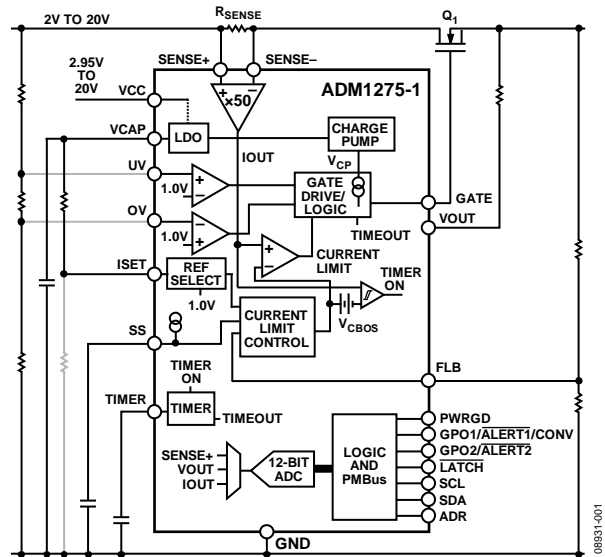 RSENSE
Q1
2V TO 20V
SENSE+
SENSE–
2.95V
TO
20V
VCC
ADM1275-1
×50
VCAP
LDO
CHARGE
PUMP
IOUT
VCP
UV
1.0V
GATE
DRIVE/
LOGIC
GATE
VOUT
OV
1.0V
TIMEOUT
CURRENT
LIMIT
ISET
REF
SELECT
1.0V
TIMER
ON
VCBOS
CURRENT
LIMIT
CONTROL
SS
FLB
TIMER
ON
TIMER
TIMER
TIMEOUT
PWRGD
GPO1/ALERT1/CONV
GPO2/ALERT2
LATCH
SCL
SDA
ADR
SENSE+
VOUT
IOUT
12-BIT
ADC
LOGIC
AND
PMBus
GND
08931-001